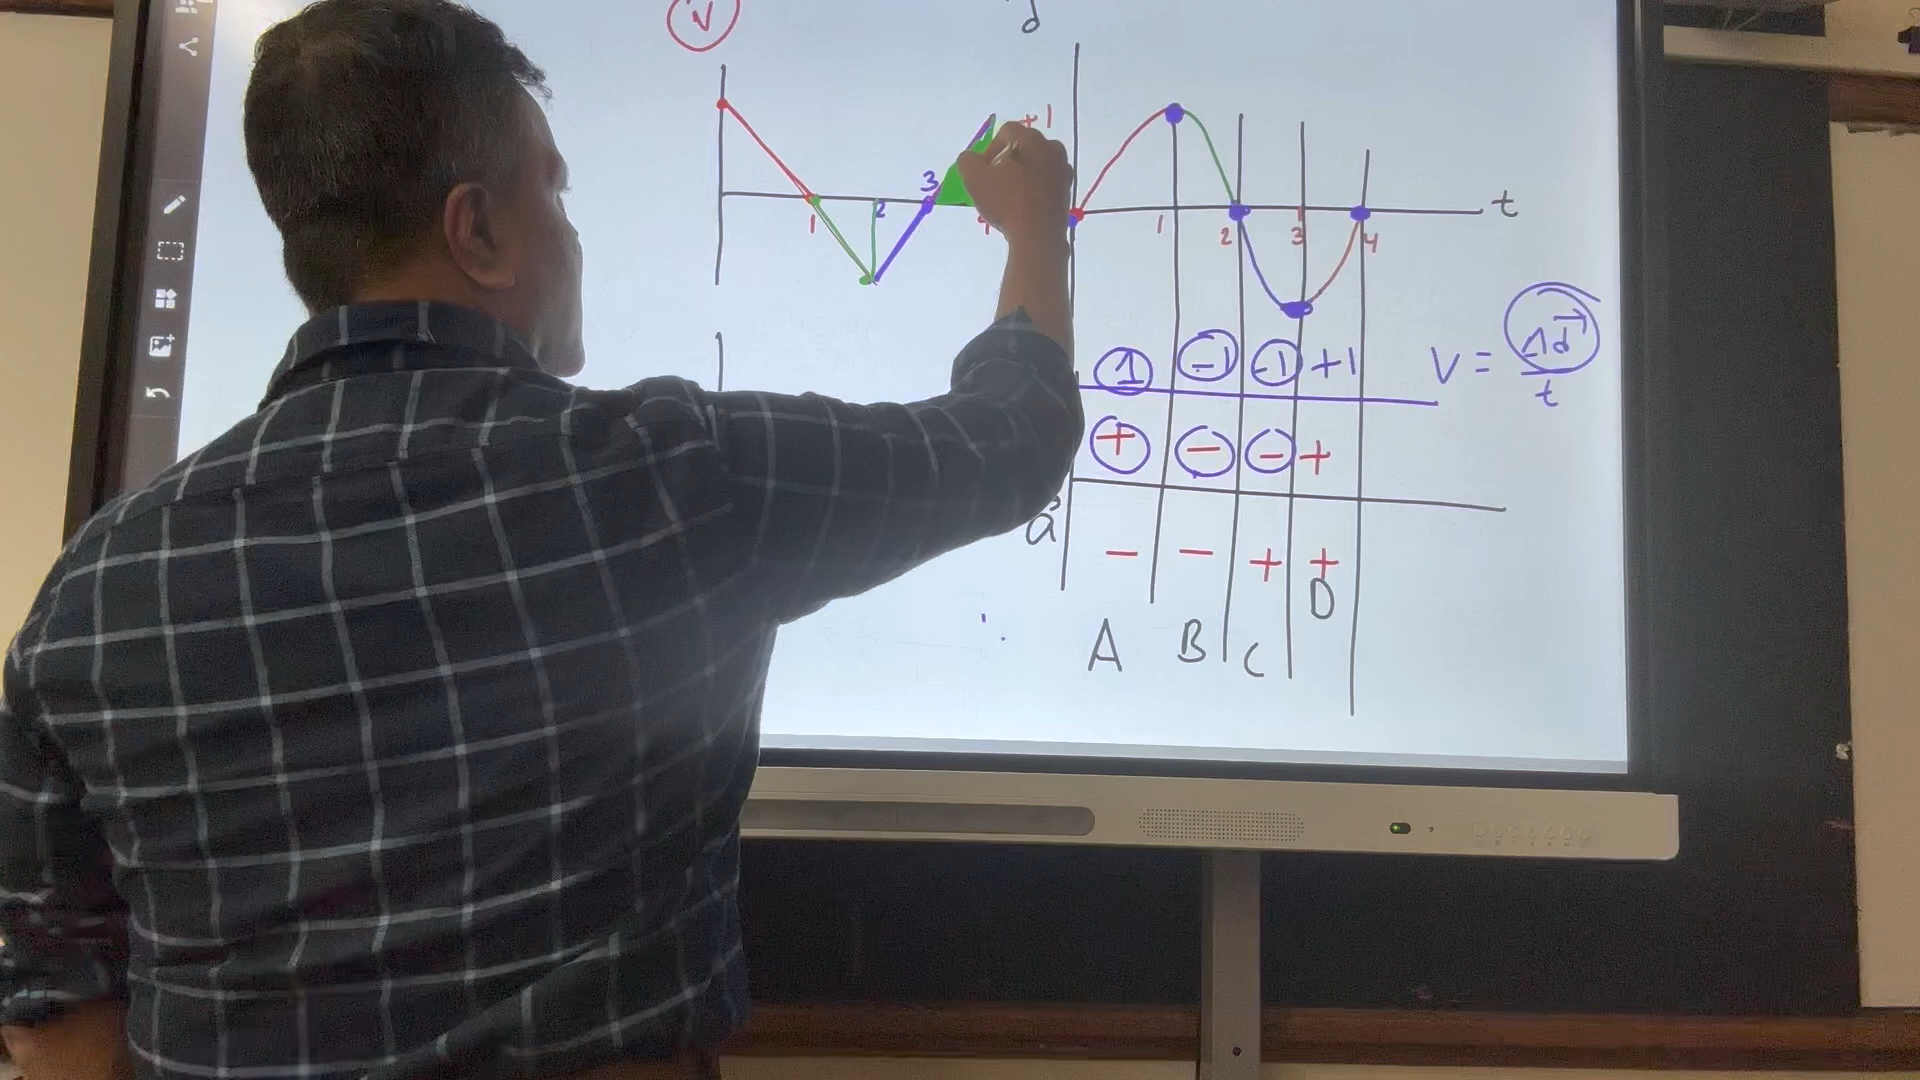 V
d
+1
3
2
1
4
t
1
2
3
4
1 -1 -1 +1
V = Δd / t
+ - - +
a
- - + +
A B C D